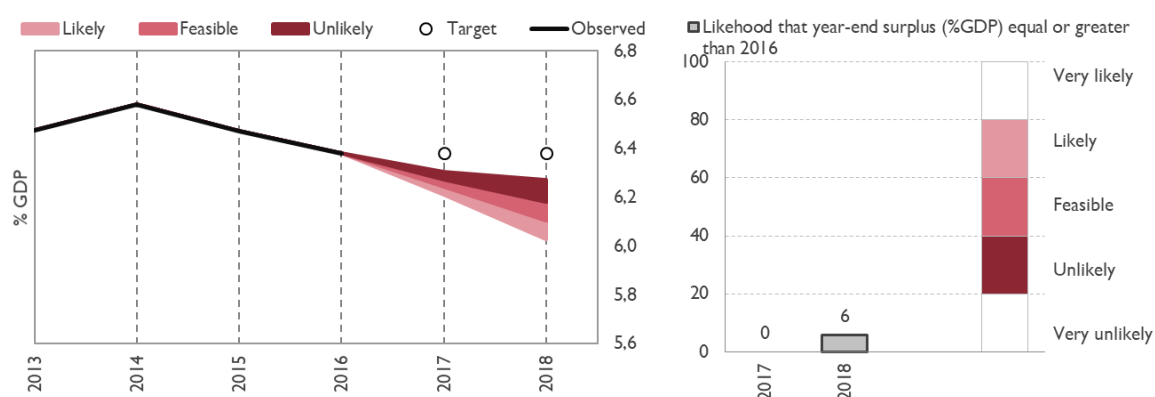 Likely Feasible Unlikely Target Observed
6,8
6,6
6,4
6,2
6,0
5,8
5,6
% GDP
2013 2014 2015 2016 2017 2018
Likehood that year-end surplus (%GDP) equal or greater
than 2016
100
80
60
40
20
0
0
6
2017 2018
Very likely
Likely
Feasible
Unlikely
Very unlikely